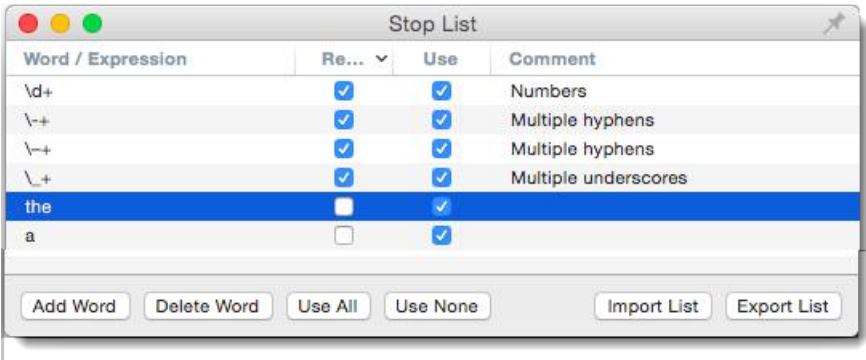 Stop List
Word / Expression Re... Use Comment
\d+ Numbers
\-+ Multiple hyphens
\—+ Multiple hyphens
\_+ Multiple underscores
the
a
Add Word Delete Word Use All Use None Import List Export List